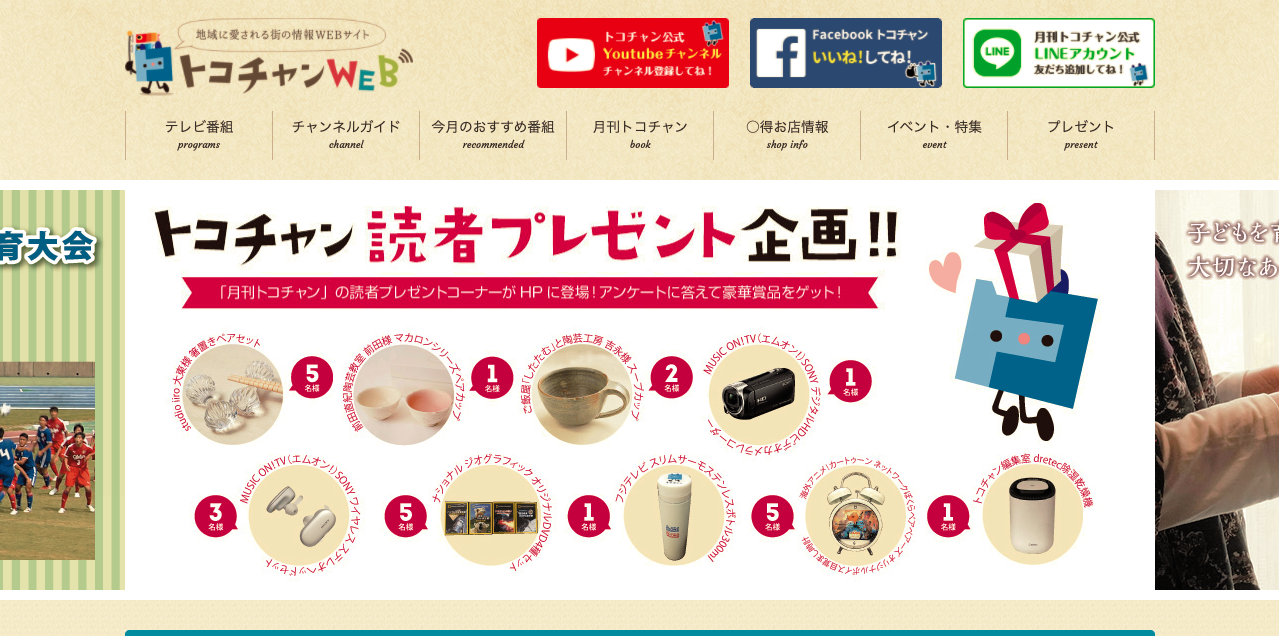 地域に愛される街の情報WEBサイト
トコチャンWEB
トコチャン公式
Youtubeチャンネル
チャンネル登録してね！
Facebook トコチャン
いいね!してね!
LINE
月刊トコチャン公式
LINEアカウント
友だち追加してね！
テレビ番組
programs
チャンネルガイド
channel
今月のおすすめ番組
recommended
月刊トコチャン
book
〇得お店情報
shop info
イベント・特集
event
プレゼント
present
育大会
トコチャン 読者プレゼント企画!!
「月刊トコチャン」の読者プレゼントコーナーがHPに登場！アンケートに答えて豪華賞品をゲット！
子どもを育
大切なあ
studio iiro 大東様 箸置きペアセット
5名様
前田直紀陶芸教室 前田様 マカロンシリーズペアカップ
1名様
ご飯屋「したたむ」と陶芸工房 吉永様 スープカップ
2名様
MUSIC ON!TV（エムオン!）SONY デジタルHDビデオカメラレコーダー
1名様
3名様
MUSIC ON!TV（エムオン!）SONY ワイヤレスステレオヘッドセット
5名様
ナショナル ジオグラフィック オリジナルDVD4種セット
1名様
フジテレビ スリムサーモステンレスボトル300ml
5名様
海外アニメ！カートゥーン ネットワークぼくらベアベアーズ オリジナルボイス目覚まし時計
1名様
トコチャン編集室 dretec除湿乾燥機